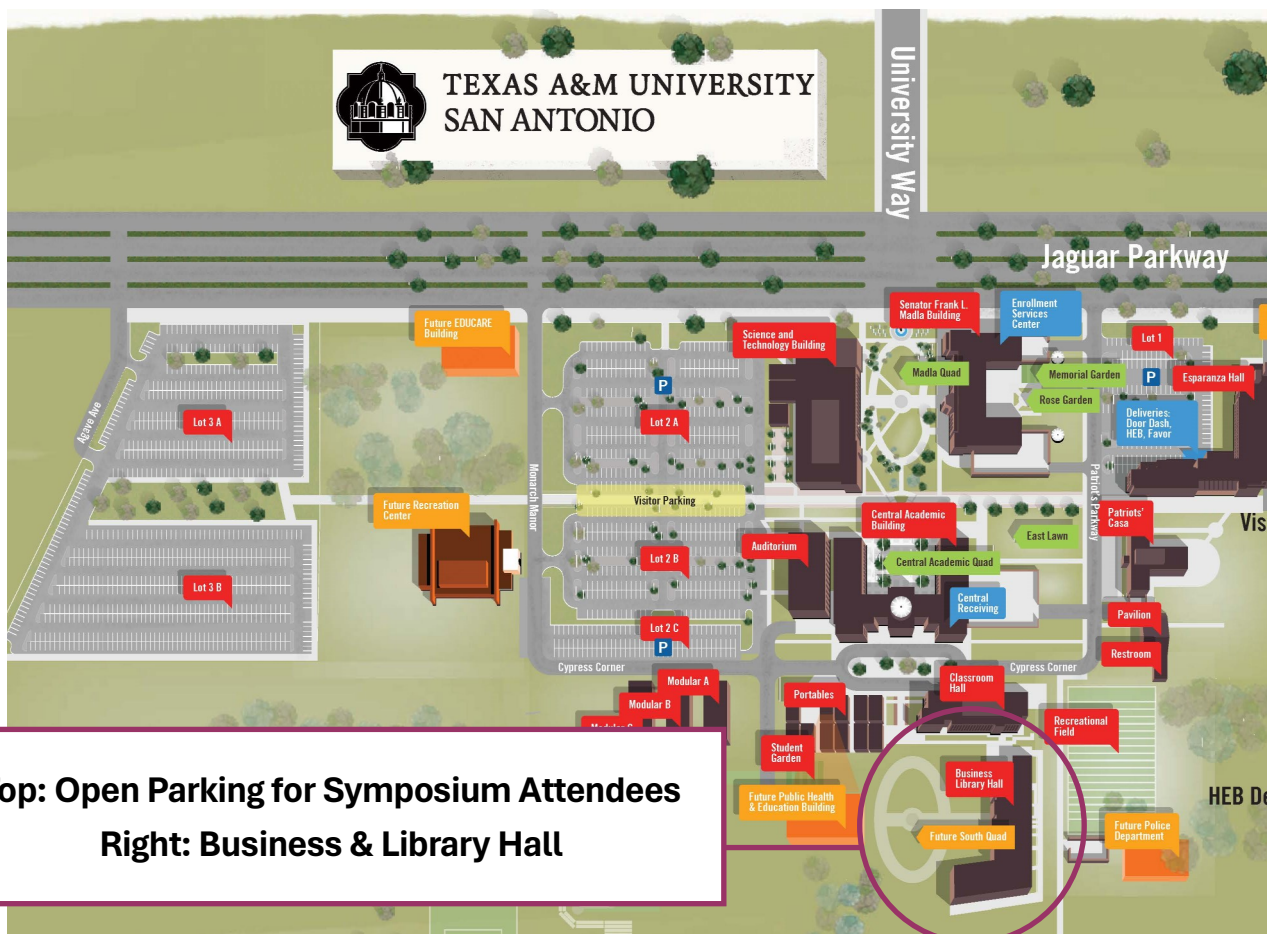 TEXAS A&M UNIVERSITY
SAN ANTONIO
University Way
Jaguar Parkway
Future EDUCARE
Building
Science and
Technology Building
Senator Frank L.
Madla Building
Enrollment
Services
Center
Lot 1
P
Esperanza Hall
Madla Quad
Memorial Garden
Rose Garden
Deliveries:
Door Dash,
HEB, Favor
P
Lot 2 A
Lot 3 A
Agave Ave
Monarch Manor
Patriot's Parkway
Visitor Parking
Future Recreation
Center
Central Academic
Building
Patriots'
Casa
Vis
East Lawn
Auditorium
Lot 2 B
Central Academic Quad
Lot 3 B
Central
Receiving
Pavilion
Lot 2 C
P
Restroom
Cypress Corner
Cypress Corner
Modular A
Classroom
Hall
Modular B
Portables
Recreational
Field
Student
Garden
Business
Library Hall
Future Public Health
& Education Building
HEB De
Future South Quad
Future Police
Department
op: Open Parking for Symposium Attendees
Right: Business & Library Hall